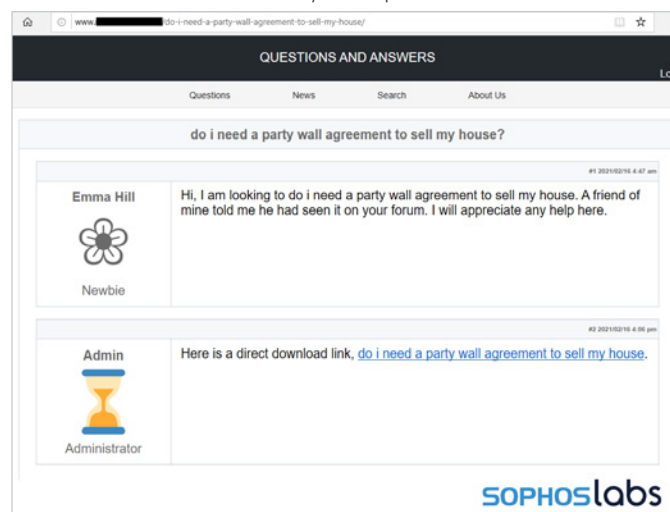 www. /do-i-need-a-party-wall-agreement-to-sell-my-house/
QUESTIONS AND ANSWERS
Lo
Questions News Search About Us
do i need a party wall agreement to sell my house?
#1 2021/02/16 4:47 am
Emma Hill
Hi, I am looking to do i need a party wall agreement to sell my house. A friend of
mine told me he had seen it on your forum. I will appreciate any help here.
Newbie
#2 2021/02/16 4:06 pm
Admin
Here is a direct download link, do i need a party wall agreement to sell my house.
Administrator
SOPHOSlabs